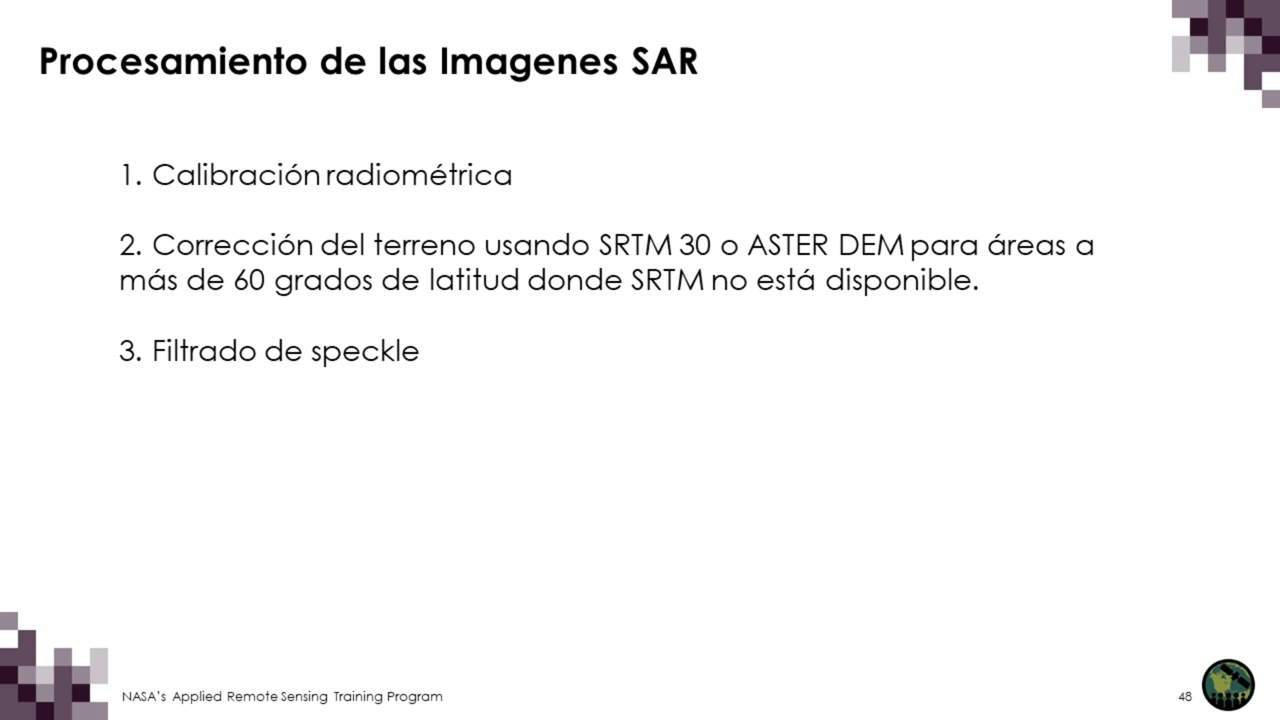 Procesamiento de las Imagenes SAR
1. Calibración radiométrica
2. Corrección del terreno usando SRTM 30 o ASTER DEM para áreas a
más de 60 grados de latitud donde SRTM no está disponible.
3. Filtrado de speckle
NASA's Applied Remote Sensing Training Program
48